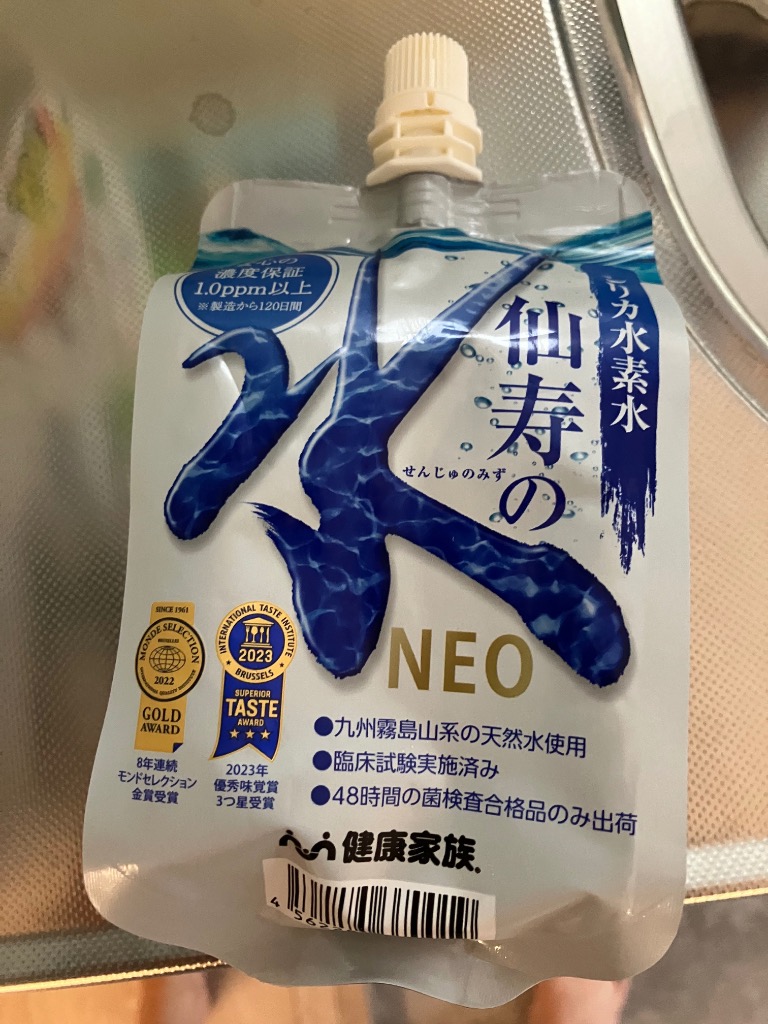 濃度保証
1.0ppm以上
※製造から120日間
リカ水素水
仙寿の
水
せんじゅのみず
NEO
SINCE 1961
MONDE SELECTION
2022
GOLD
AWARD
8年連続
モンドセレクション
金賞受賞
INTERNATIONAL TASTE INSTITUTE
2023
BRUSSELS
SUPERIOR
TASTE
AWARD
2023年
優秀味覚賞
3つ星受賞
●九州霧島山系の天然水使用
●臨床試験実施済み
●48時間の菌検査合格品のみ出荷
健康家族